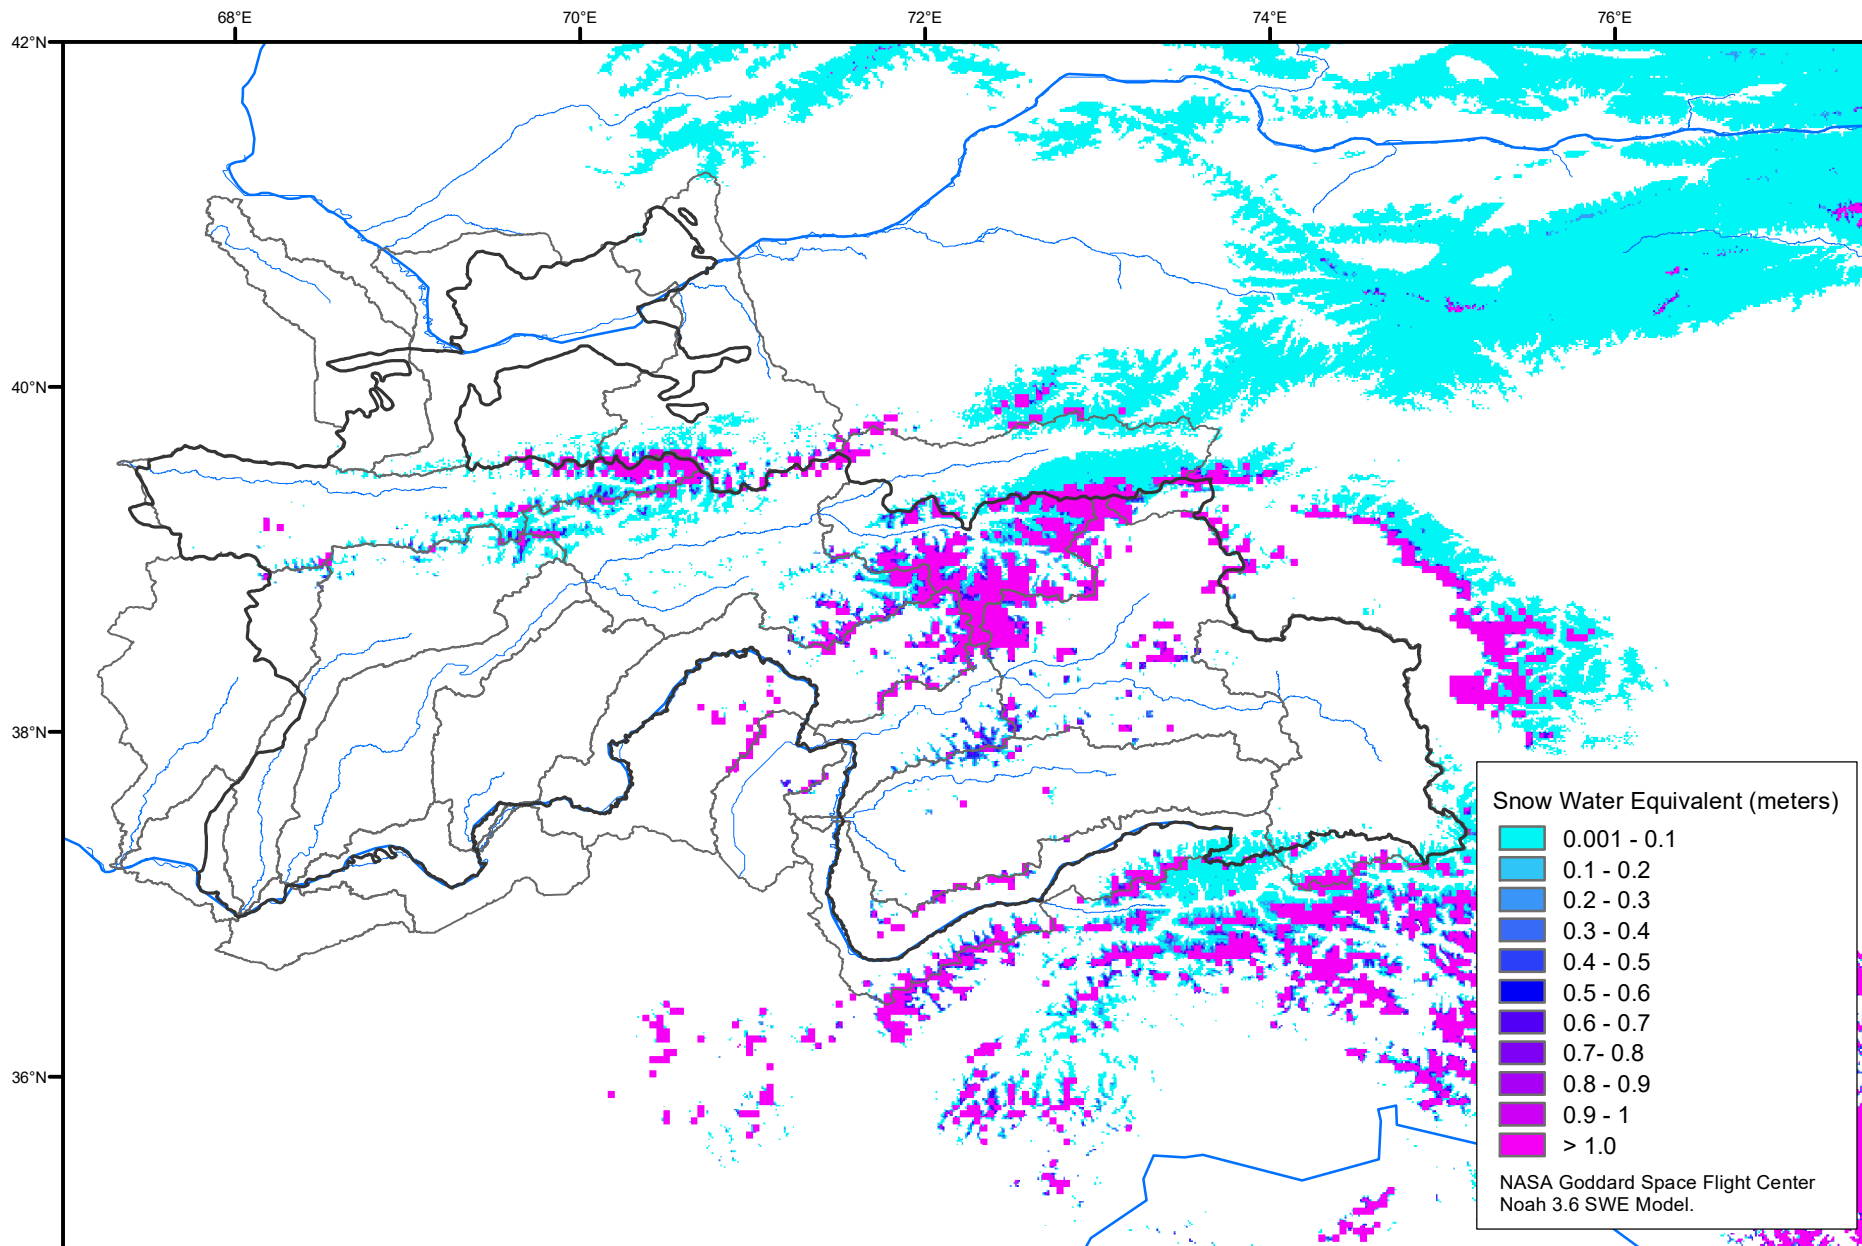 68°E
70°E
72°E
74°E
76°E
42°N
40°N
38°N
36°N
Snow Water Equivalent (meters)
0.001 - 0.1
0.1 - 0.2
0.2 - 0.3
0.3 - 0.4
0.4 - 0.5
0.5 - 0.6
0.6 - 0.7
0.7- 0.8
0.8 - 0.9
0.9 - 1
> 1.0
NASA Goddard Space Flight Center
Noah 3.6 SWE Model.